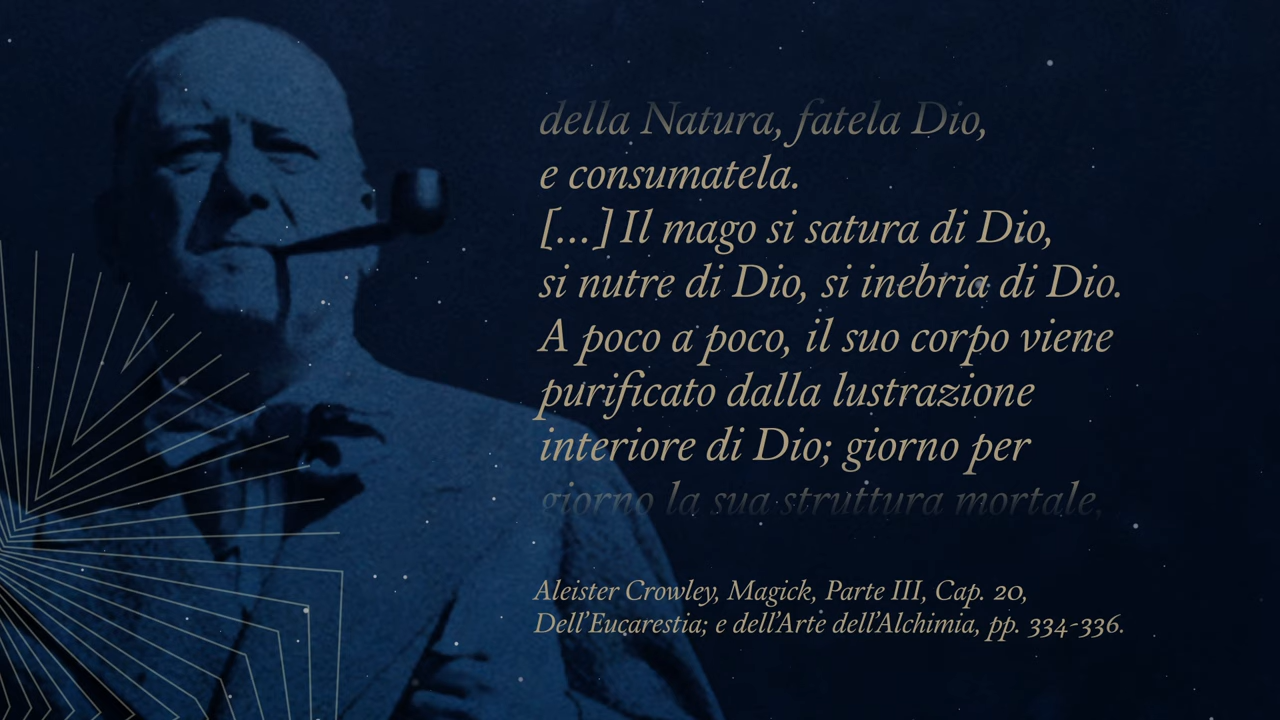 della Natura, fatela Dio,
e consumatela.
[...] Il mago si satura di Dio,
si nutre di Dio, si inebria di Dio.
A poco a poco, il suo corpo viene
purificato dalla lustrazione
interiore di Dio; giorno per
giorno la sua struttura mortale,
Aleister Crowley, Magick, Parte III, Cap. 20,
Dell'Eucarestia; e dell'Arte dell'Alchimia, pp. 334-336.